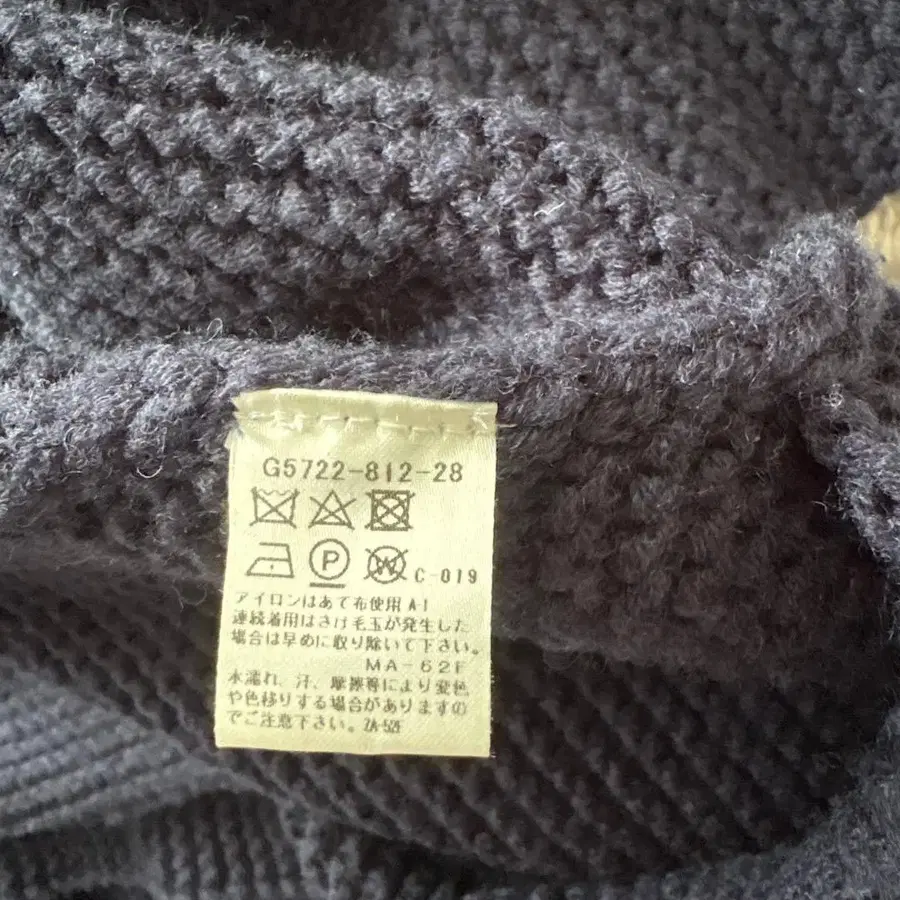 G5722-812-28
P W C-019
アイロンはあて布使用 A-1
連続着用はさけ毛玉が発生した
場合は早めに取り除いて下さい。
MA-62F
水濡れ、汗、摩擦等により変色
や色移りする場合がありますの
でご注意下さい。ZA-52F